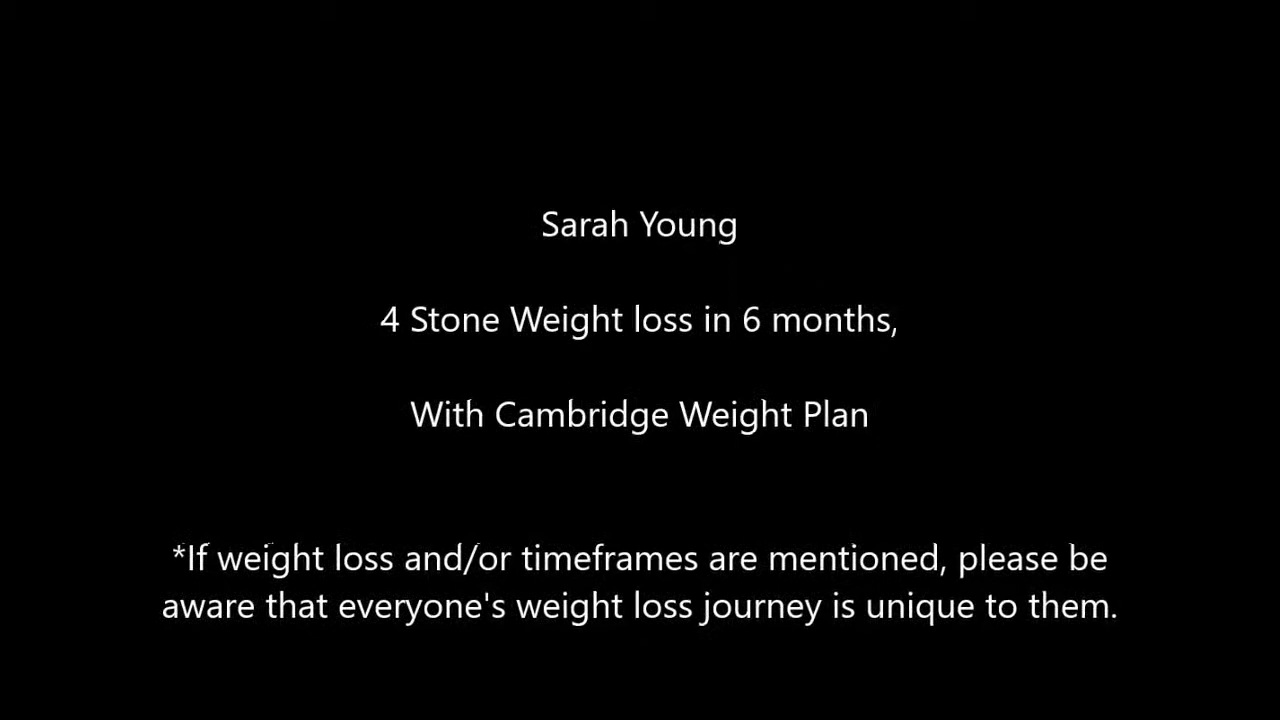 Sarah Young
4 Stone Weight loss in 6 months,
With Cambridge Weight Plan
*If weight loss and/or timeframes are mentioned, please be
aware that everyone's weight loss journey is unique to them.